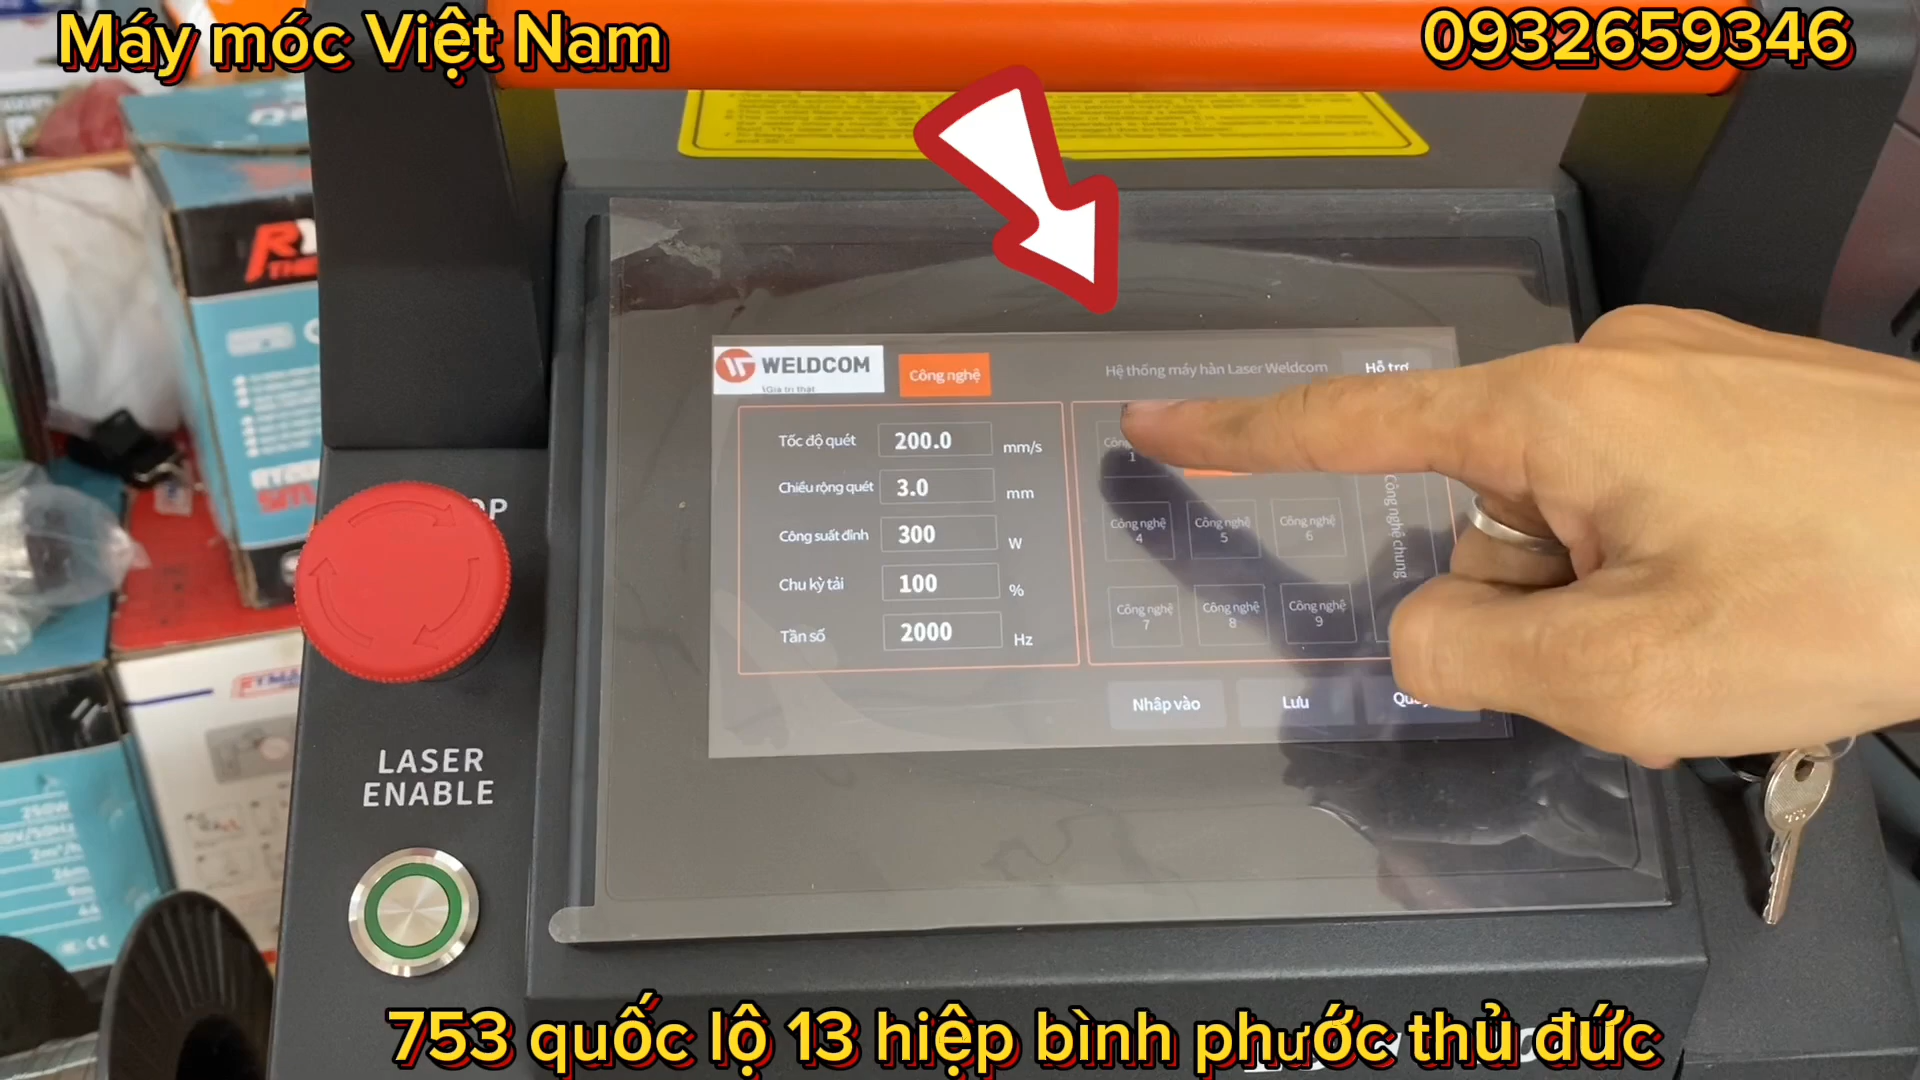 Máy móc Việt Nam
0932659346
WELDCOM
Công nghệ
Hệ thống máy hàn Laser Weldcom
Hỗ trợ
Tốc độ quét 200.0 mm/s
Chiều rộng quét 3.0 mm
Công suất đỉnh 300 W
Chu kỳ tải 100 %
Tần số 2000 Hz
1
Công nghệ 4
Công nghệ 5
Công nghệ 6
Công nghệ 7
Công nghệ 8
Công nghệ 9
Công nghệ chung
Nhập vào
Lưu
LASER
ENABLE
753 quốc lộ 13 hiệp bình phước thủ đức